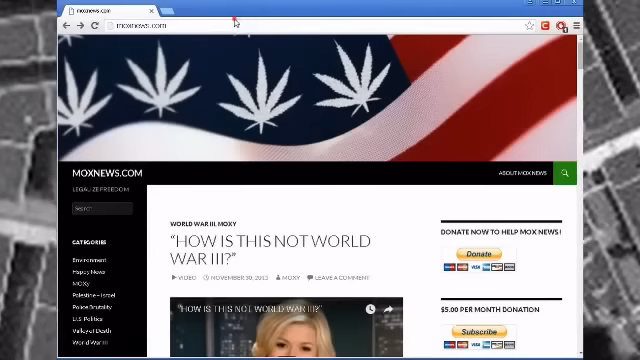 moxnews.com
moxnews.com
MOXNEWS.COM
ABOUT MOX NEWS
LEGALIZE FREEDOM
Search
CATEGORIES
Environment
Happy News
MOXy
Palestine - Israel
Police Brutality
U.S. Politics
Valley of Death
World War III
WORLD WAR III, MOXY
“HOW IS THIS NOT WORLD
WAR III?”
VIDEO
NOVEMBER 30, 2015
MOXY
LEAVE A COMMENT
"HOW IS THIS NOT WORLD WAR III?"
DONATE NOW TO HELP MOX NEWS!
Donate
$5.00 PER MONTH DONATION
Subscribe